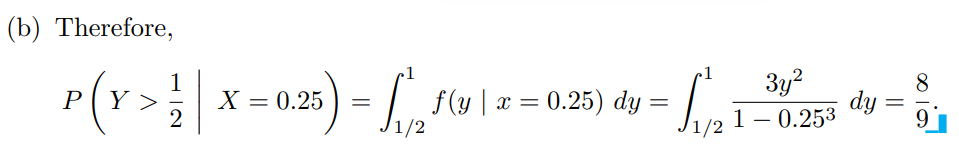 (b) Therefore,
P(Y > 1/2 | X = 0.25) = ∫_{1/2}^{1} f(y | x = 0.25) dy = ∫_{1/2}^{1} 3y²/(1 − 0.25³) dy = 8/9.